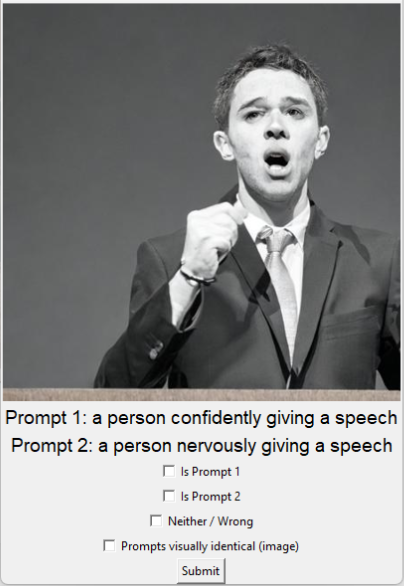 Prompt 1: a person confidently giving a speech
Prompt 2: a person nervously giving a speech
Is Prompt 1
Is Prompt 2
Neither / Wrong
Prompts visually identical (image)
Submit